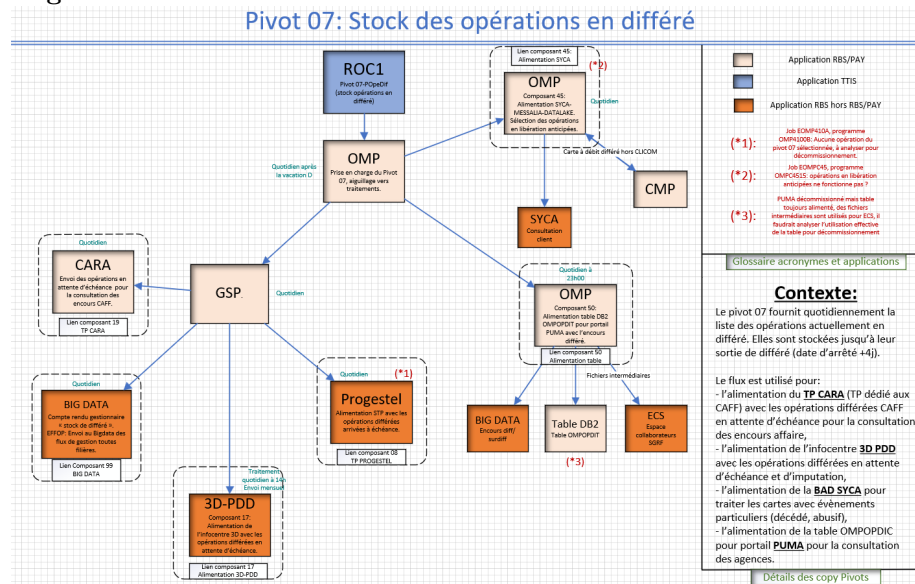 Pivot 07: Stock des opérations en différé
ROC1
Pivot 07-POpeDif
(stock opérations en
différé)
Lien composant 45:
Alimentation SYCA
(*2)
OMP
Composant 45:
Alimentation SYCA-
MESSALIA-DATALAKE.
Sélection des opérations
en libération anticipées.
Quotidien
Carte à débit différé hors CLICOM
CMP
SYCA
Consultation
client
Quotidien après
la vacation D
OMP
Prise en charge du Pivot
07, aiguillage vers
traitements.
Quotidien
CARA
Envoi des opérations en
attente d'échéance pour
la consultation des
encours CAFF.
Lien composant 19
TP CARA
GSP.
Quotidien
Quotidien à
23h00
OMP
Composant 50:
Alimentation table DB2
OMPOPDIT pour portail
PUMA avec l'encours
différé.
Lien composant 50
Alimentation table
Fichiers intermédiaires
BIG DATA
Encours diff/
surdiff
Table DB2
Table OMPOPDIT
(*3)
ECS
Espace
collaborateurs
SGRF
Quotidien
BIG DATA
Compte rendu gestionnaire
« stock de différé ».
EFFOP: Envoi au Bigdata des
flux de gestion toutes
filières.
Lien Composant 99
BIG DATA
Quotidien
(*1)
Progestel
Alimentation STP avec les
opérations différées
arrivées à échéance.
Lien composant 08
TP PROGESTEL
Traitement
quotidien à 14h
Envoi mensuel
3D-PDD
Composant 17:
Alimentation de
l'infocentre 3D avec les
opérations différées en
attente d'échéance.
Lien composant 17
Alimentation 3D-PDD
Application RBS/PAY
Application TTIS
Application RBS hors RBS/PAY
(*1):
Job EOMP410A, programme
OMP4100B: Aucune opération du
pivot 07 sélectionnée, à analyser pour
décommissionnement.
(*2):
Job EOMPC45, programme
OMPC451S: opérations en libération
anticipées ne fonctionne pas ?
(*3):
PUMA décommissionné mais table
toujours alimenté, des fichiers
intermédiaires sont utilisés pour ECS, il
faudrait analyser l'utilisation effective
de la table pour décommissionnement
Glossaire acronymes et applications
Contexte:
Le pivot 07 fournit quotidiennement la
liste des opérations actuellement en
différé. Elles sont stockées jusqu'à leur
sortie de différé (date d'arrêté +4j).
Le flux est utilisé pour:
- l'alimentation du TP CARA (TP dédié aux
CAFF) avec les opérations différées CAFF
en attente d'échéance pour la consultation
des encours affaire,
- l'alimentation de l'infocentre 3D PDD
avec les opérations différées en attente
d'échéance et d'imputation,
- l'alimentation de la BAD SYCA pour
traiter les cartes avec évènements
particuliers (décédé, abusif),
- l'alimentation de la table OMPOPDIC
pour portail PUMA pour la consultation
des agences.
Détails des copy Pivots